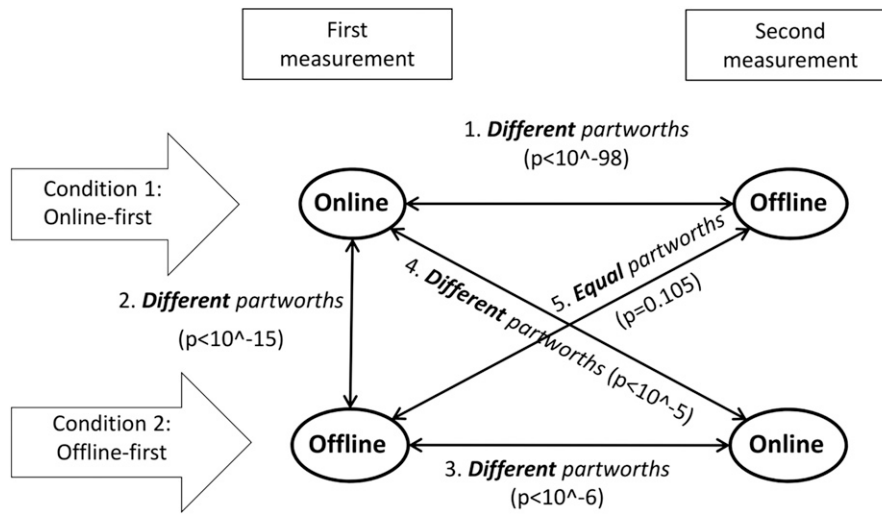 First
measurement
Second
measurement
1. Different partworths
(p<10^-98)
Condition 1:
Online-first
Online
Offline
2. Different partworths
(p<10^-15)
4. Different partworths (p<10^-5)
5. Equal partworths
(p=0.105)
Condition 2:
Offline-first
Offline
Online
3. Different partworths
(p<10^-6)